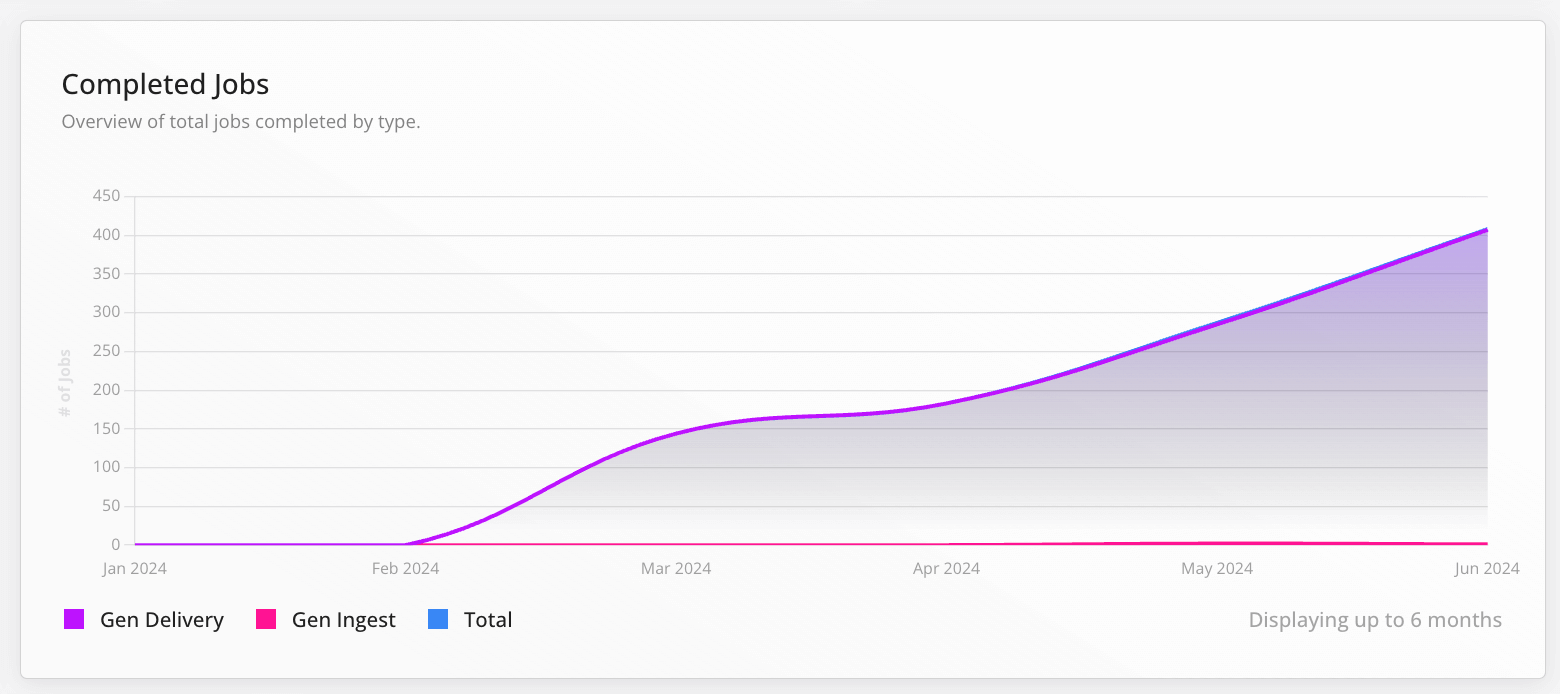 Completed Jobs
Overview of total jobs completed by type.
450
400
350
300
250
200
150
100
50
0
# of Jobs
Jan 2024 Feb 2024 Mar 2024 Apr 2024 May 2024 Jun 2024
Gen Delivery Gen Ingest Total Displaying up to 6 months